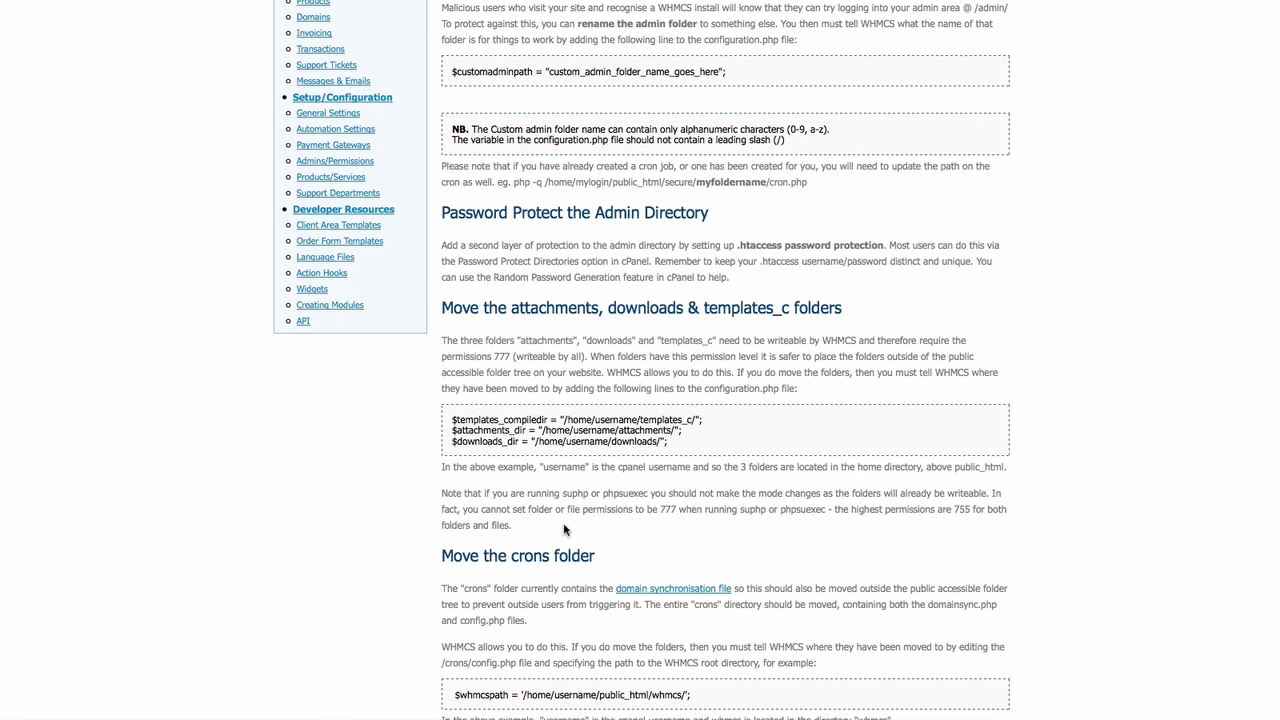 Products
Domains
Invoicing
Transactions
Support Tickets
Messages & Emails
Setup/Configuration
General Settings
Automation Settings
Payment Gateways
Admins/Permissions
Products/Services
Support Departments
Developer Resources
Client Area Templates
Order Form Templates
Language Files
Action Hooks
Widgets
Creating Modules
API
Malicious users who visit your site and recognise a WHMCS install will know that they can try logging into your admin area @ /admin/
To protect against this, you can rename the admin folder to something else. You then must tell WHMCS what the name of that
folder is for things to work by adding the following line to the configuration.php file:
$customadminpath = "custom_admin_folder_name_goes_here";
NB. The Custom admin folder name can contain only alphanumeric characters (0-9, a-z).
The variable in the configuration.php file should not contain a leading slash (/)
Please note that if you have already created a cron job, or one has been created for you, you will need to update the path on the
cron as well. eg. php -q /home/mylogin/public_html/secure/myfoldername/cron.php
Password Protect the Admin Directory
Add a second layer of protection to the admin directory by setting up .htaccess password protection. Most users can do this via
the Password Protect Directories option in cPanel. Remember to keep your .htaccess username/password distinct and unique. You
can use the Random Password Generation feature in cPanel to help.
Move the attachments, downloads & templates_c folders
The three folders "attachments", "downloads" and "templates_c" need to be writeable by WHMCS and therefore require the
permissions 777 (writeable by all). When folders have this permission level it is safer to place the folders outside of the public
accessible folder tree on your website. WHMCS allows you to do this. If you do move the folders, then you must tell WHMCS where
they have been moved to by adding the following lines to the configuration.php file:
$templates_compiledir = "/home/username/templates_c/";
$attachments_dir = "/home/username/attachments/";
$downloads_dir = "/home/username/downloads/";
In the above example, "username" is the cpanel username and so the 3 folders are located in the home directory, above public_html.
Note that if you are running suphp or phpsuexec you should not make the mode changes as the folders will already be writeable. In
fact, you cannot set folder or file permissions to be 777 when running suphp or phpsuexec - the highest permissions are 755 for both
folders and files.
Move the crons folder
The "crons" folder currently contains the domain synchronisation file so this should also be moved outside the public accessible folder
tree to prevent outside users from triggering it. The entire "crons" directory should be moved, containing both the domainsync.php
and config.php files.
WHMCS allows you to do this. If you do move the folders, then you must tell WHMCS where they have been moved to by editing the
/crons/config.php file and specifying the path to the WHMCS root directory, for example:
$whmcspath = '/home/username/public_html/whmcs/';
In the above example, "username" is the cpanel username and whmcs is located in the directory "whmcs".